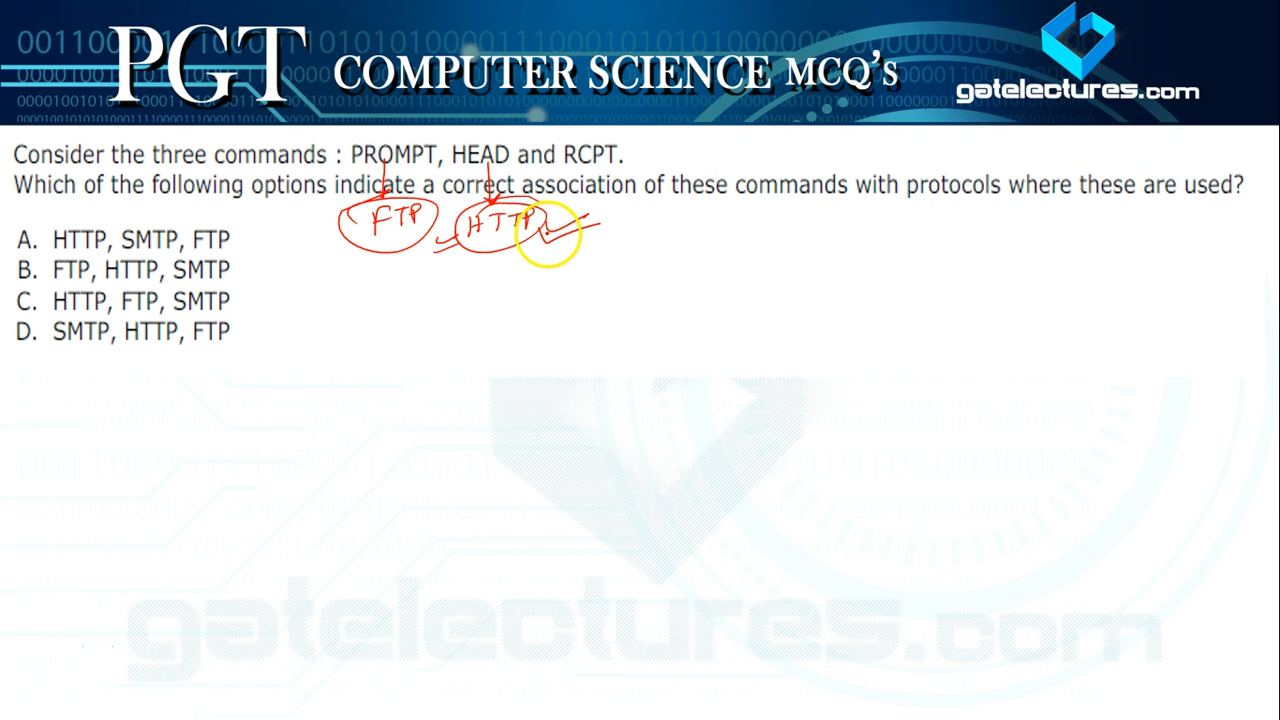 PGT COMPUTER SCIENCE MCQ'S
gatelectures.com
Consider the three commands : PROMPT, HEAD and RCPT.
Which of the following options indicate a correct association of these commands with protocols where these are used?
FTP HTTP
A. HTTP, SMTP, FTP
B. FTP, HTTP, SMTP
C. HTTP, FTP, SMTP
D. SMTP, HTTP, FTP
gatelectures.com